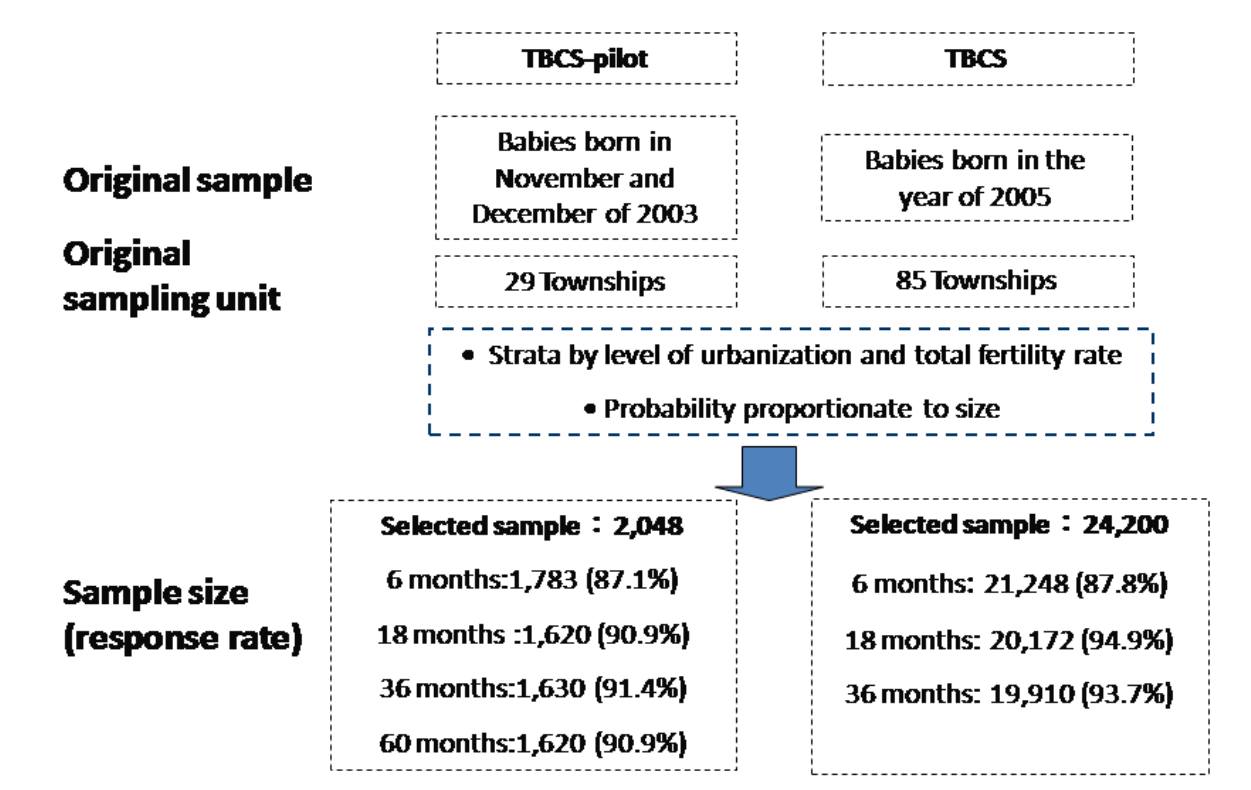 TBCS-pilot
TBCS
Original sample
Babies born in
November and
December of 2003
Babies born in the
year of 2005
Original
sampling unit
29 Townships
85 Townships
• Strata by level of urbanization and total fertility rate
• Probability proportionate to size
Sample size
(response rate)
Selected sample：2,048
6 months:1,783 (87.1%)
18 months :1,620 (90.9%)
36 months:1,630 (91.4%)
60 months:1,620 (90.9%)
Selected sample：24,200
6 months: 21,248 (87.8%)
18 months: 20,172 (94.9%)
36 months: 19,910 (93.7%)